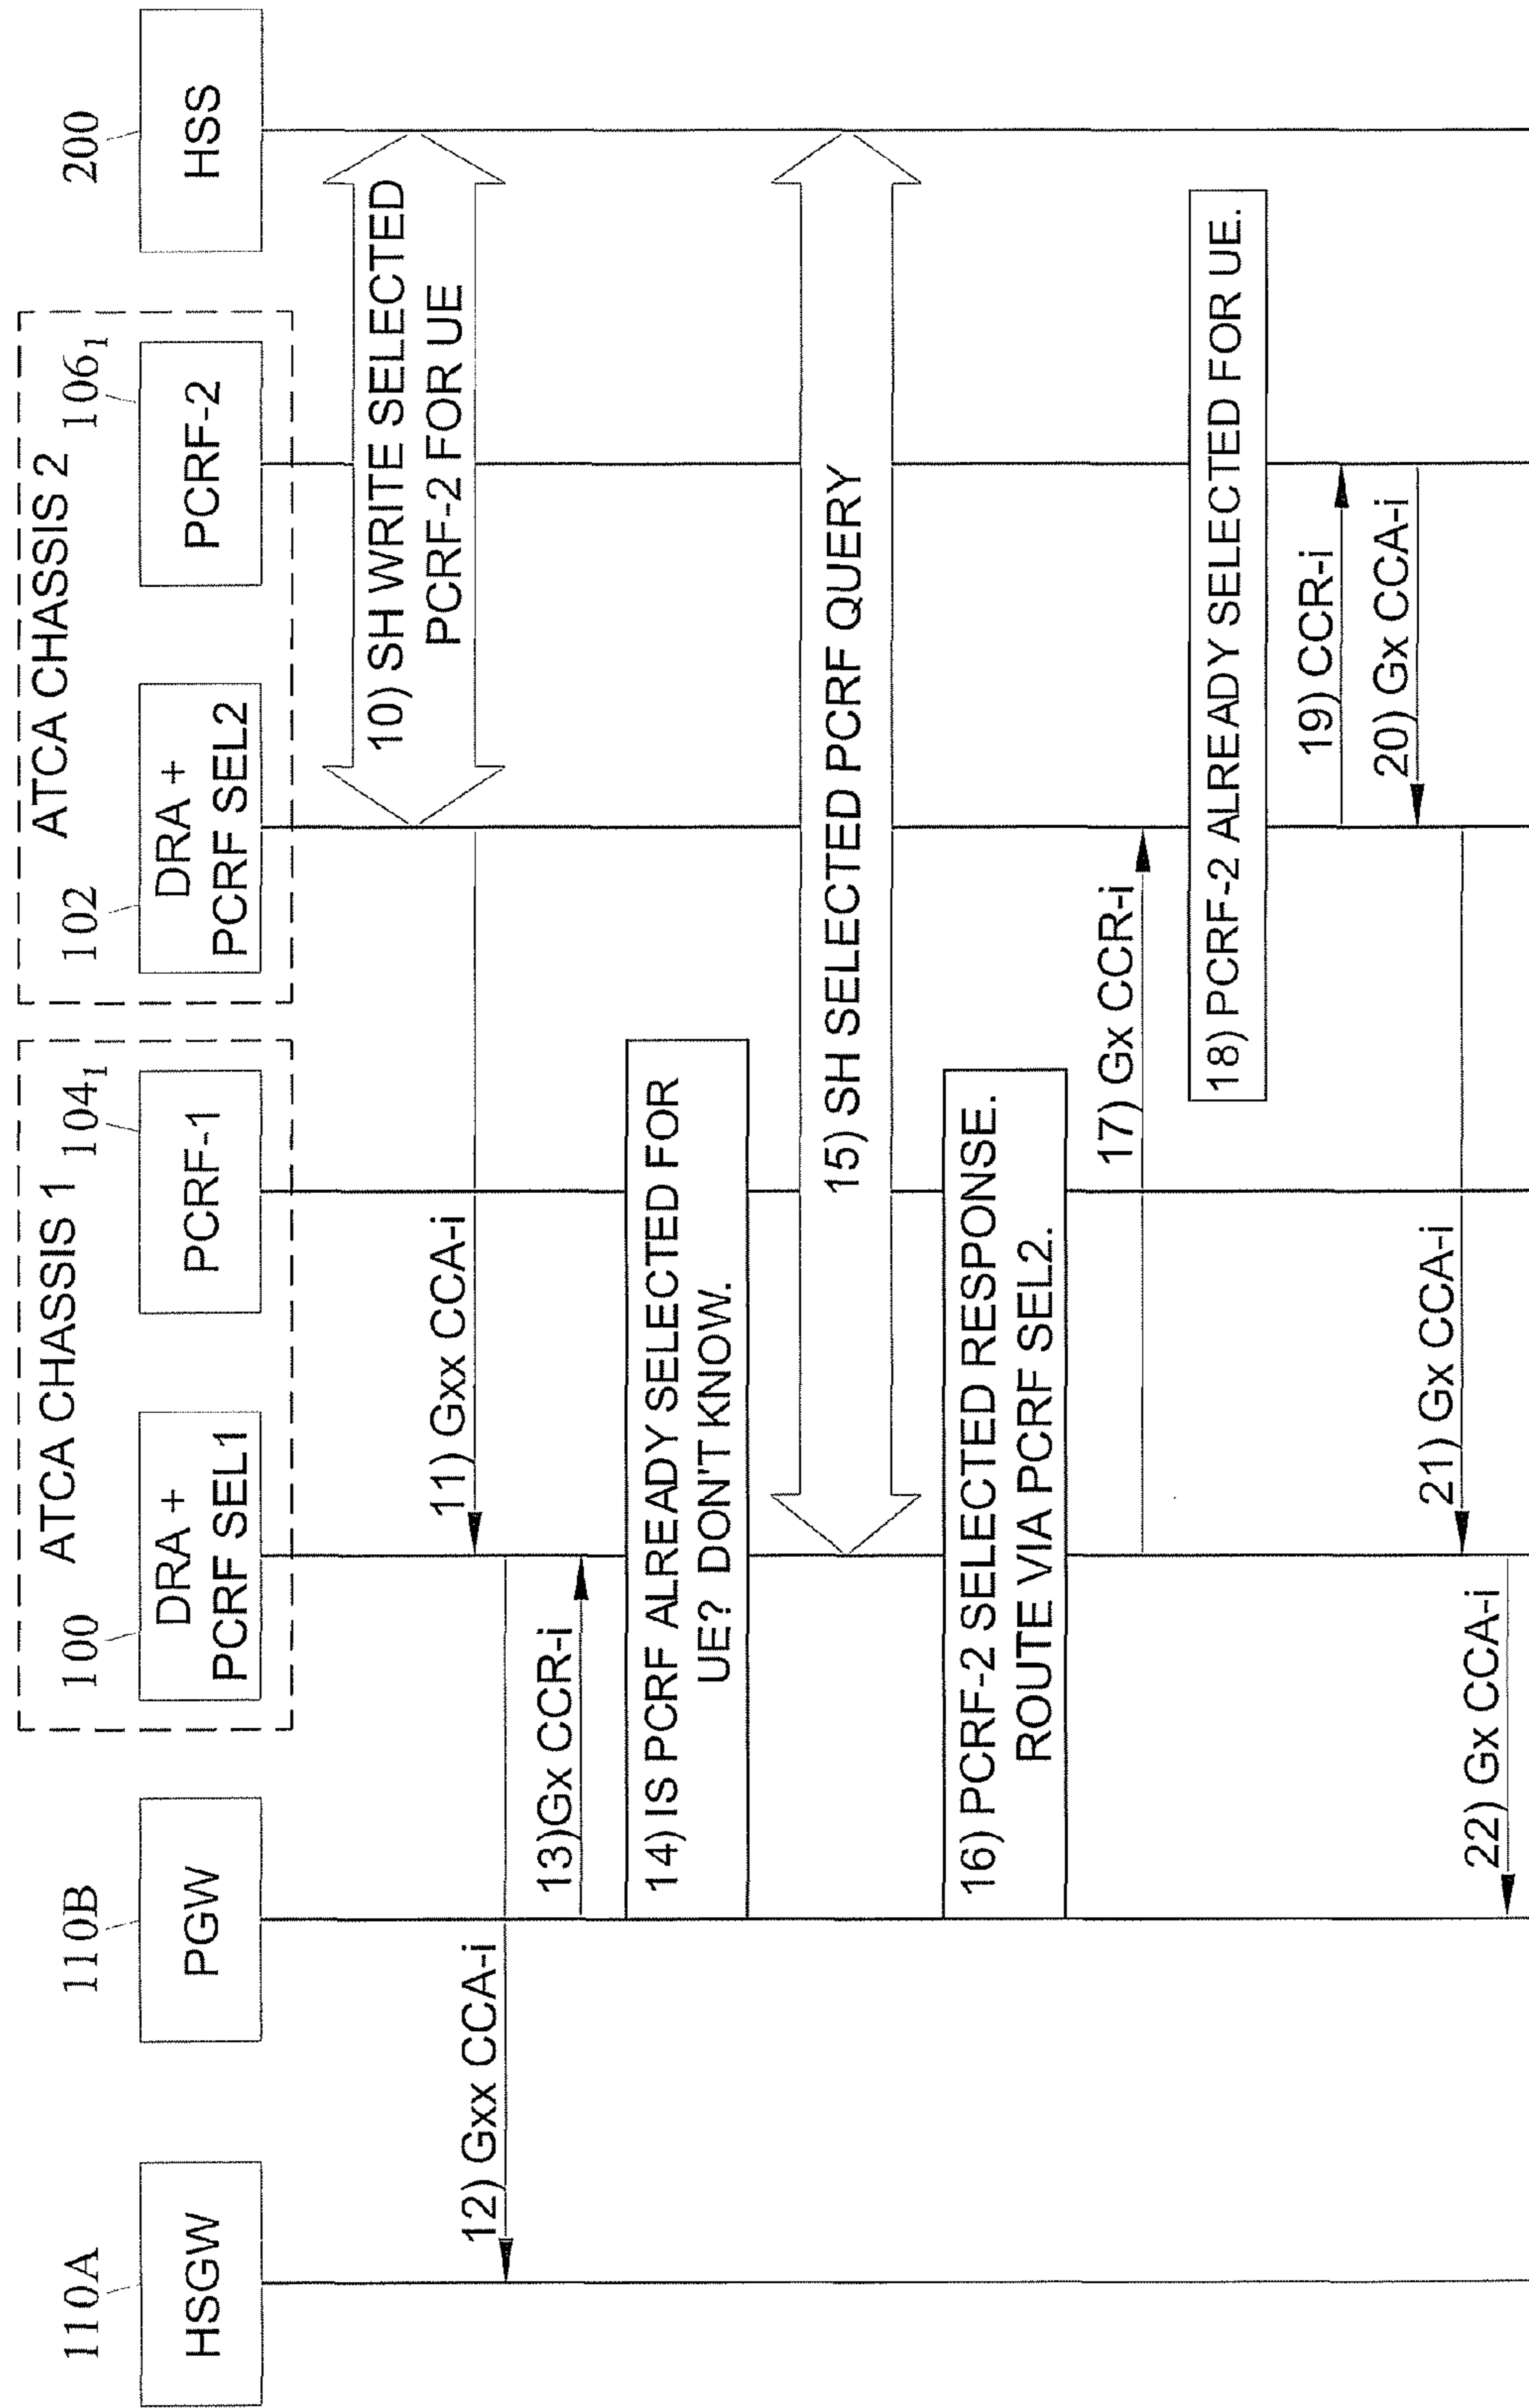 110A
HSGW
110B
PGW
ATCA CHASSIS 1
100
DRA +
PCRF SEL1
104₁
PCRF-1
ATCA CHASSIS 2
102
DRA +
PCRF SEL2
106₁
PCRF-2
200
HSS
10) SH WRITE SELECTED
PCRF-2 FOR UE
11) Gxx CCA-i
12) Gxx CCA-i
13)Gx CCR-i
14) IS PCRF ALREADY SELECTED FOR
UE? DON'T KNOW.
15) SH SELECTED PCRF QUERY
16) PCRF-2 SELECTED RESPONSE.
ROUTE VIA PCRF SEL2.
17) Gx CCR-i
18) PCRF-2 ALREADY SELECTED FOR UE.
19) CCR-i
20) Gx CCA-i
21) Gx CCA-i
22) Gx CCA-i